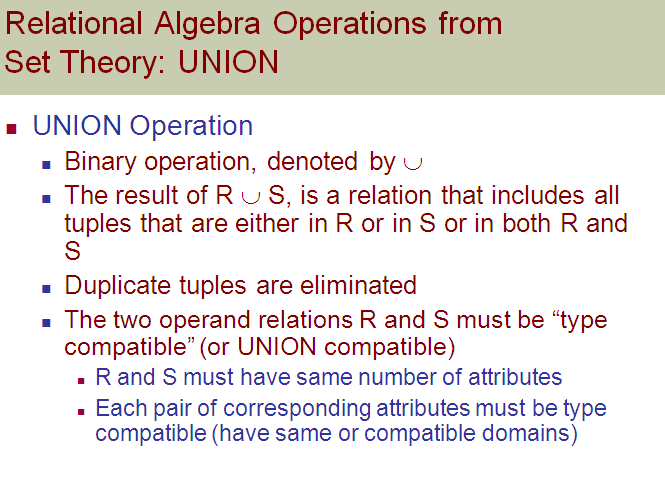 Relational Algebra Operations from
Set Theory: UNION
UNION Operation
Binary operation, denoted by ∪
The result of R ∪ S, is a relation that includes all
tuples that are either in R or in S or in both R and
S
Duplicate tuples are eliminated
The two operand relations R and S must be “type
compatible” (or UNION compatible)
R and S must have same number of attributes
Each pair of corresponding attributes must be type
compatible (have same or compatible domains)